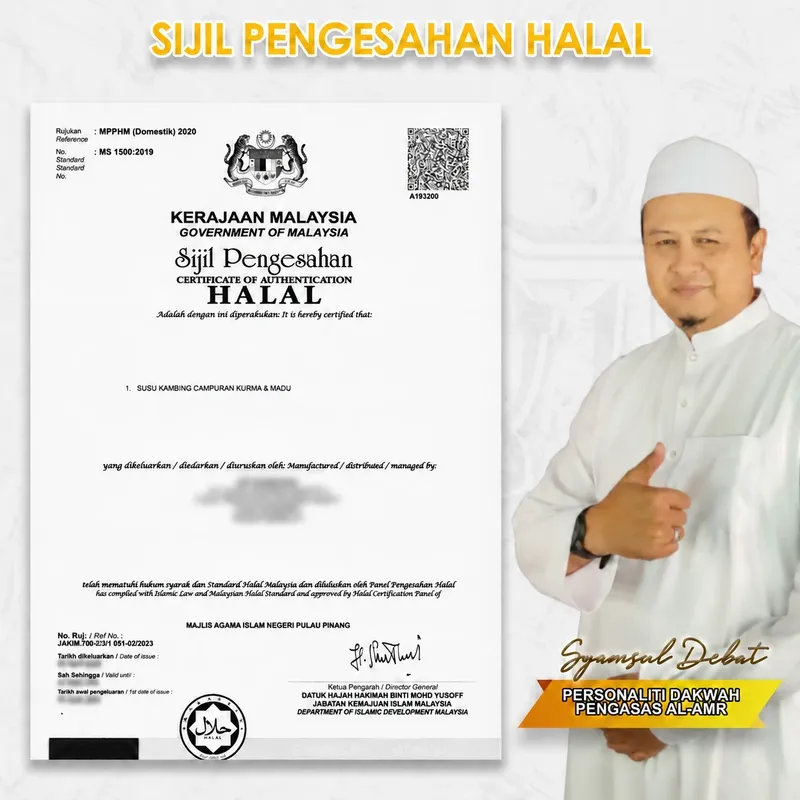 SIJIL PENGESAHAN HALAL
Rujukan : MPPHM (Domestik) 2020
Reference
No. : MS 1500:2019
Standard
Standard
No.
A193200
KERAJAAN MALAYSIA
GOVERNMENT OF MALAYSIA
Sijil Pengesahan
CERTIFICATE OF AUTHENTICATION
HALAL
Adalah dengan ini diperakukan: It is hereby certified that:
1. SUSU KAMBING CAMPURAN KURMA & MADU
yang dikeluarkan / diedarkan / diuruskan oleh: Manufactured / distributed / managed by:
telah mematuhi hukum syarak dan Standard Halal Malaysia dan diluluskan oleh Panel Pengesahan Halal
has complied with Islamic Law and Malaysian Halal Standard and approved by Halal Certification Panel of
MAJLIS AGAMA ISLAM NEGERI PULAU PINANG
No. Ruj: / Ref No. :
JAKIM.700-2/3/1 051-02/2023
Tarikh dikeluarkan / Date of issue :
Sah Sehingga / Valid until :
Tarikh awal pengeluaran / 1st date of issue :
Ketua Pengarah / Director General
DATUK HAJAH HAKIMAH BINTI MOHD YUSOFF
JABATAN KEMAJUAN ISLAM MALAYSIA
DEPARTMENT OF ISLAMIC DEVELOPMENT MALAYSIA
حلال
HALAL
Syamsul Debat
PERSONALITI DAKWAH
PENGASAS AL-AMR